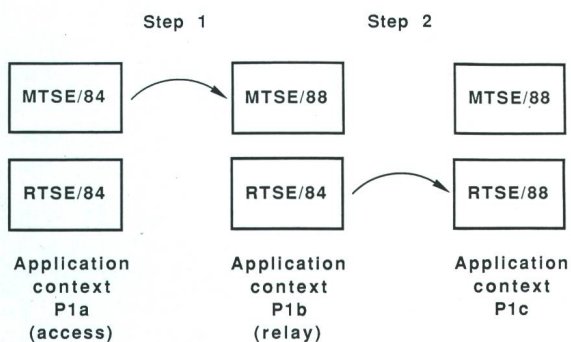 Step 1 Step 2
MTSE/84 MTSE/88 MTSE/88
RTSE/84 RTSE/84 RTSE/88
Application Application Application
context context context
P1a P1b P1c
(access) (relay)